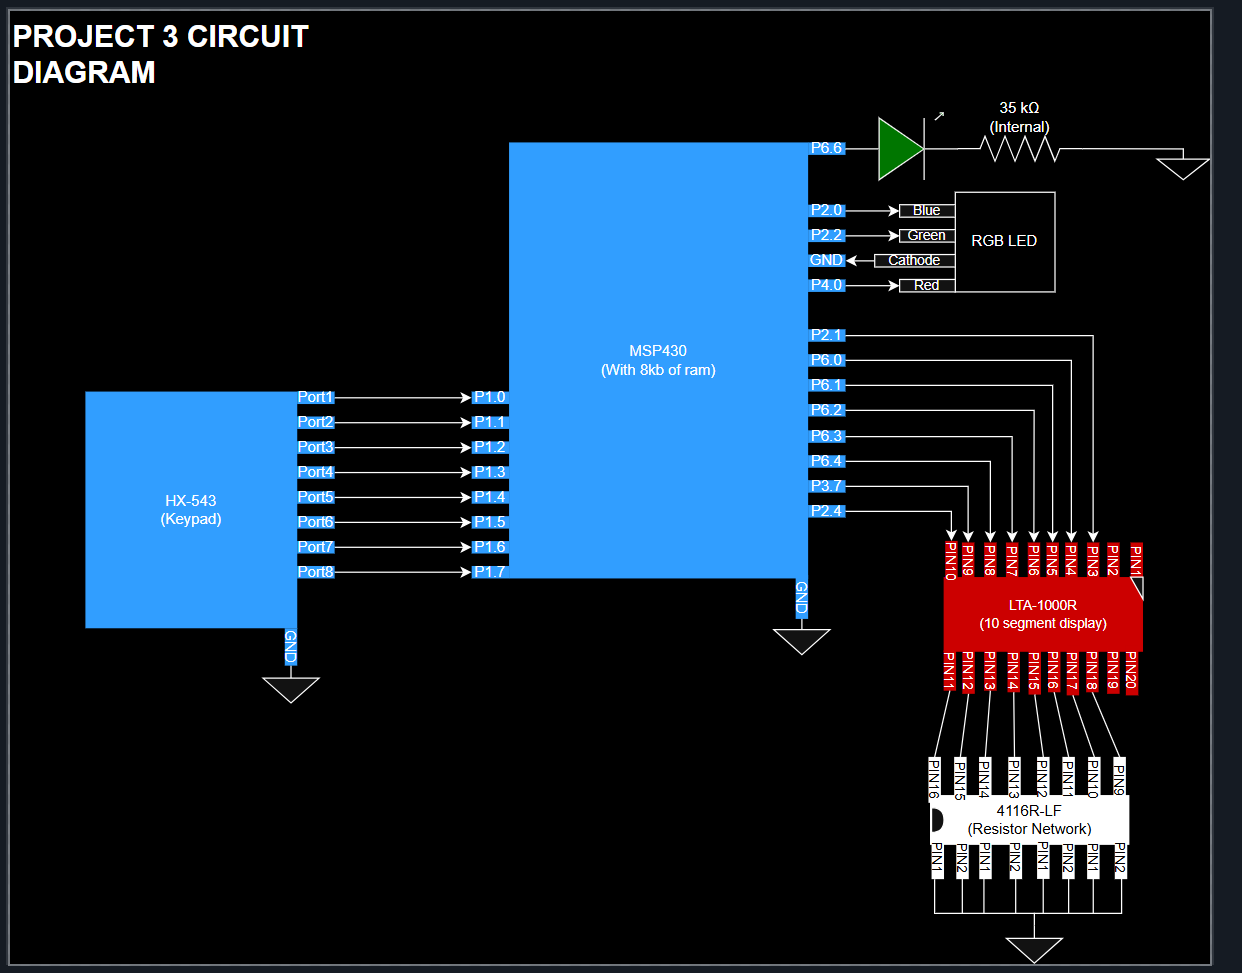 PROJECT 3 CIRCUIT
DIAGRAM
35 kΩ
(Internal)
P6.6
P2.0
Blue
P2.2
Green
RGB LED
GND
Cathode
P4.0
Red
P2.1
MSP430
(With 8kb of ram)
P6.0
P6.1
P6.2
P6.3
P6.4
P3.7
P2.4
HX-543
(Keypad)
Port1
Port2
Port3
Port4
Port5
Port6
Port7
Port8
P1.0
P1.1
P1.2
P1.3
P1.4
P1.5
P1.6
P1.7
GND
GND
PIN10
PIN9
PIN8
PIN7
PIN6
PIN5
PIN4
PIN3
PIN2
PIN1
LTA-1000R
(10 segment display)
PIN11
PIN12
PIN13
PIN14
PIN15
PIN16
PIN17
PIN18
PIN19
PIN20
PIN16
PIN15
PIN14
PIN13
PIN12
PIN11
PIN10
PIN9
4116R-LF
(Resistor Network)
PIN1
PIN2
PIN1
PIN2
PIN1
PIN2
PIN1
PIN2